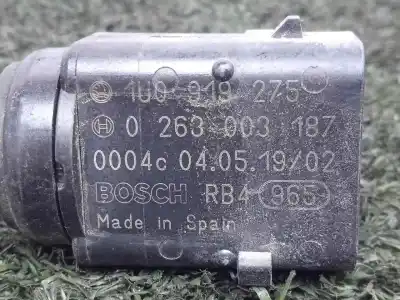 1U0 919 275
0 263 003 187
0004c 04.05.19/02
BOSCH RB4 965
Made in Spain